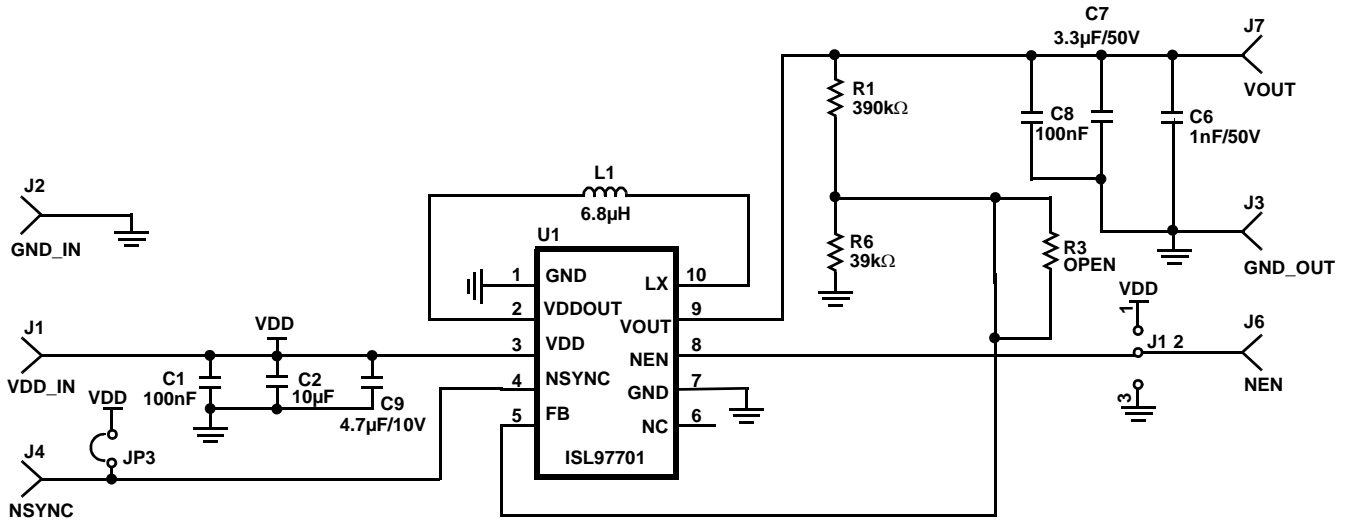 C7
3.3µF/50V
J7
VOUT
R1
390kΩ
C8
100nF
C6
1nF/50V
L1
6.8µH
J2
GND_IN
U1
R6
39kΩ
R3
OPEN
J3
GND_OUT
1 GND
LX 10
2 VDDOUT
VOUT 9
3 VDD
NEN 8
4 NSYNC
GND 7
5 FB
NC 6
ISL97701
VDD
1
J1 2
3
J6
NEN
J1
VDD_IN
VDD
C1
100nF
C2
10µF
C9
4.7µF/10V
VDD
JP3
J4
NSYNC